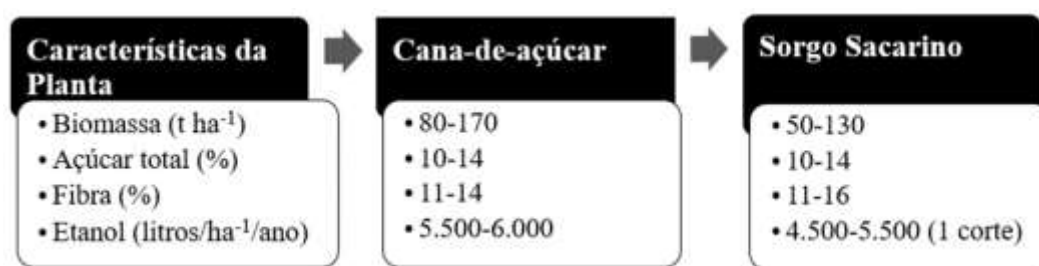 Características da
Planta
• Biomassa (t ha⁻¹)
• Açúcar total (%)
• Fibra (%)
• Etanol (litros/ha⁻¹/ano)
Cana-de-açúcar
• 80-170
• 10-14
• 11-14
• 5.500-6.000
Sorgo Sacarino
• 50-130
• 10-14
• 11-16
• 4.500-5.500 (1 corte)